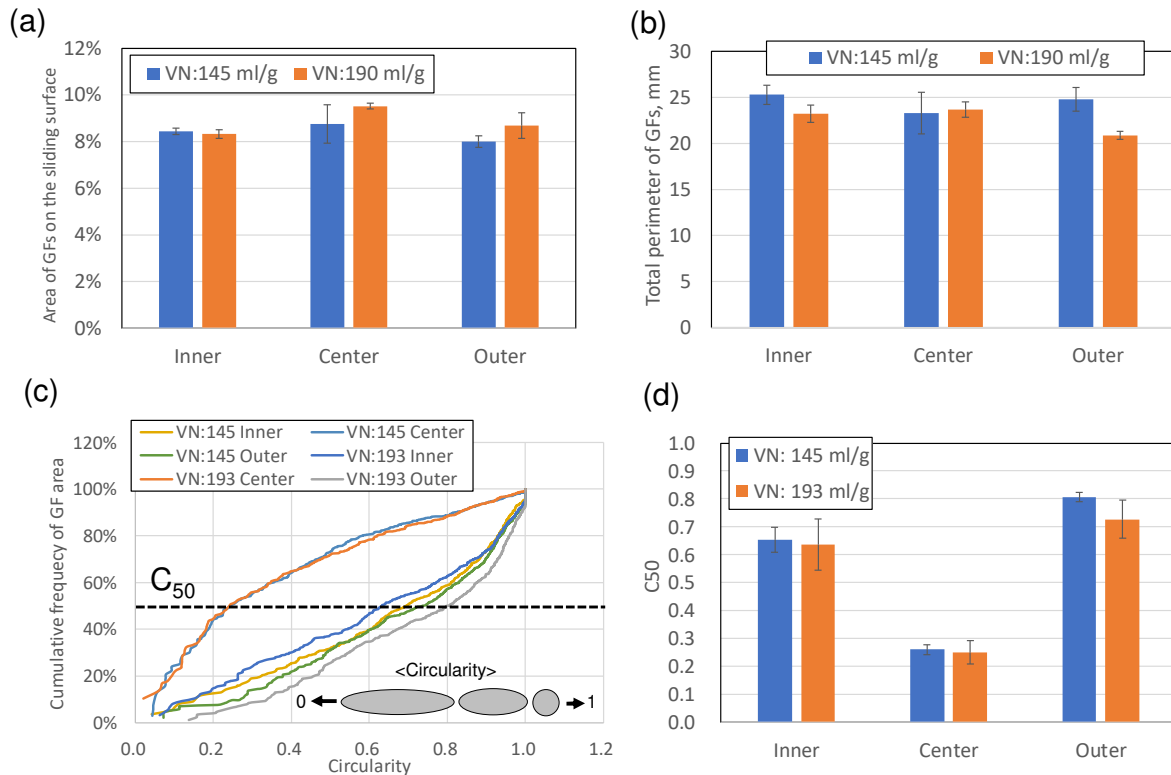 (a)
12%
10%
8%
6%
4%
2%
0%
Area of GFs on the sliding surface
VN:145 ml/g VN:190 ml/g
Inner Center Outer
(b)
30
25
20
15
10
5
0
Total perimeter of GFs, mm
VN:145 ml/g VN:190 ml/g
Inner Center Outer
(c)
120%
100%
80%
60%
40%
20%
0%
Cumulative frequecy of GF area
VN:145 Inner VN:145 Center
VN:145 Outer VN:193 Inner
VN:193 Center VN:193 Outer
C50
<Circularity>
0 1
0.0 0.2 0.4 0.6 0.8 1.0 1.2
Circularity
(d)
1.0
0.9
0.8
0.7
0.6
0.5
0.4
0.3
0.2
0.1
0.0
C50
VN: 145 ml/g
VN: 193 ml/g
Inner Center Outer